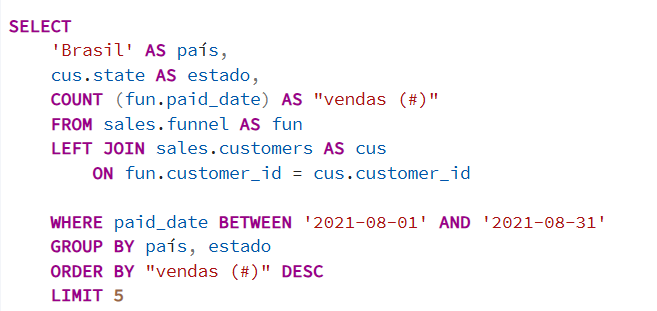 SELECT
'Brasil' AS país,
cus.state AS estado,
COUNT (fun.paid_date) AS "vendas (#)"
FROM sales.funnel AS fun
LEFT JOIN sales.customers AS cus
ON fun.customer_id = cus.customer_id
WHERE paid_date BETWEEN '2021-08-01' AND '2021-08-31'
GROUP BY país, estado
ORDER BY "vendas (#)" DESC
LIMIT 5